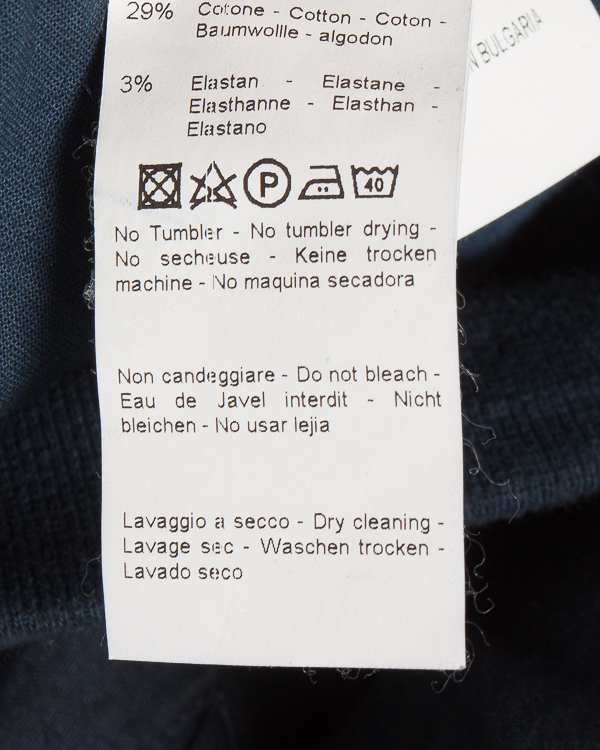 29% Cotone - Cotton - Coton -
Baumwollle - algodon
3% Elastan - Elastane -
Elasthanne - Elasthan -
Elastano
P 40
No Tumbler - No tumbler drying -
No secheuse - Keine trocken
machine - No maquina secadora
Non candeggiare - Do not bleach -
Eau de Javel interdit - Nicht
bleichen - No usar lejia
Lavaggio a secco - Dry cleaning -
Lavage sec - Waschen trocken -
Lavado seco
BULGARIA